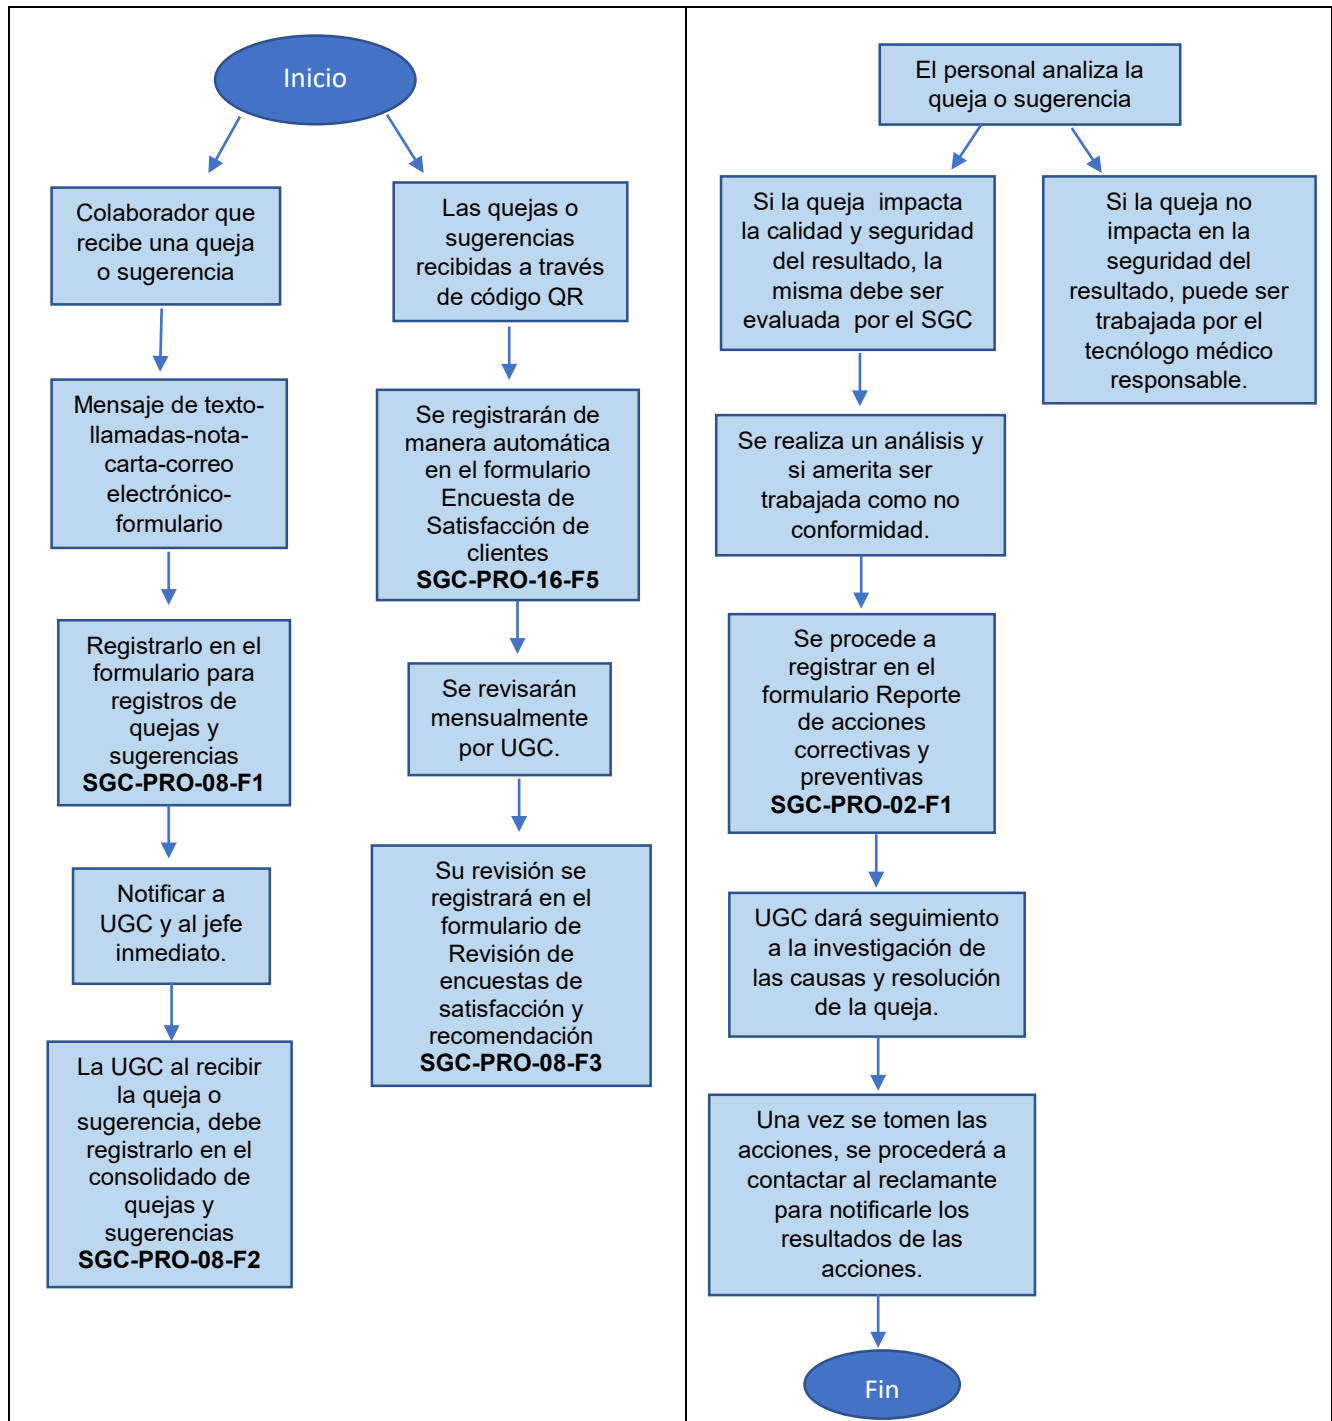 Inicio
Colaborador que
recibe una queja
o sugerencia
Mensaje de texto-
llamadas-nota-
carta-correo
electrónico-
formulario
Registrarlo en el
formulario para
registros de
quejas y
sugerencias
SGC-PRO-08-F1
Notificar a
UGC y al jefe
inmediato.
La UGC al recibir
la queja o
sugerencia, debe
registrarlo en el
consolidado de
quejas y
sugerencias
SGC-PRO-08-F2
Las quejas o
sugerencias
recibidas a través
de código QR
Se registrarán de
manera automática
en el formulario
Encuesta de
Satisfacción de
clientes
SGC-PRO-16-F5
Se revisarán
mensualmente
por UGC.
Su revisión se
registrará en el
formulario de
Revisión de
encuestas de
satisfacción y
recomendación
SGC-PRO-08-F3
El personal analiza la
queja o sugerencia
Si la queja impacta
la calidad y seguridad
del resultado, la
misma debe ser
evaluada por el SGC
Si la queja no
impacta en la
seguridad del
resultado, puede ser
trabajada por el
tecnólogo médico
responsable.
Se realiza un análisis y
si amerita ser
trabajada como no
conformidad.
Se procede a
registrar en el
formulario Reporte
de acciones
correctivas y
preventivas
SGC-PRO-02-F1
UGC dará seguimiento
a la investigación de
las causas y resolución
de la queja.
Una vez se tomen las
acciones, se procederá a
contactar al reclamante
para notificarle los
resultados de las
acciones.
Fin